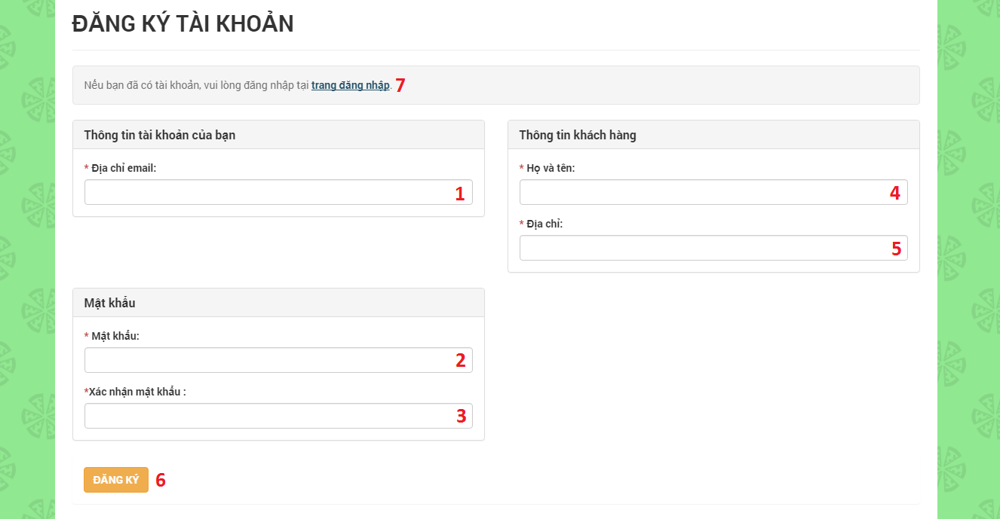 ĐĂNG KÝ TÀI KHOẢN
Nếu bạn đã có tài khoản, vui lòng đăng nhập tại trang đăng nhập. 7
Thông tin tài khoản của bạn
* Địa chỉ email:
1
Thông tin khách hàng
* Họ và tên:
4
* Địa chỉ:
5
Mật khẩu
* Mật khẩu:
2
*Xác nhận mật khẩu :
3
ĐĂNG KÝ 6